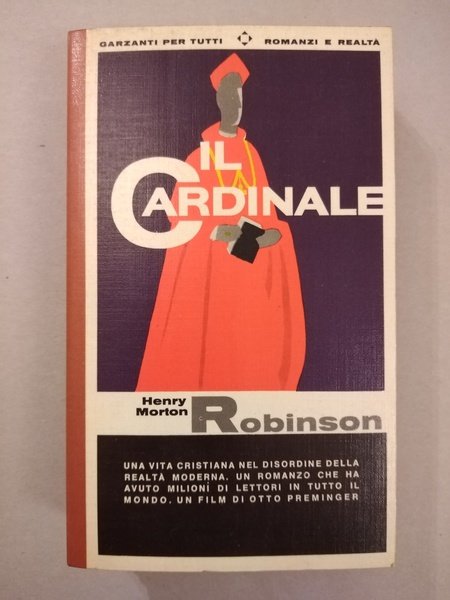 GARZANTI PER TUTTI ROMANZI E REALTÀ
IL
CARDINALE
Henry
Morton
Robinson
UNA VITA CRISTIANA NEL DISORDINE DELLA
REALTÀ MODERNA. UN ROMANZO CHE HA
AVUTO MILIONI DI LETTORI IN TUTTO IL
MONDO. UN FILM DI OTTO PREMINGER